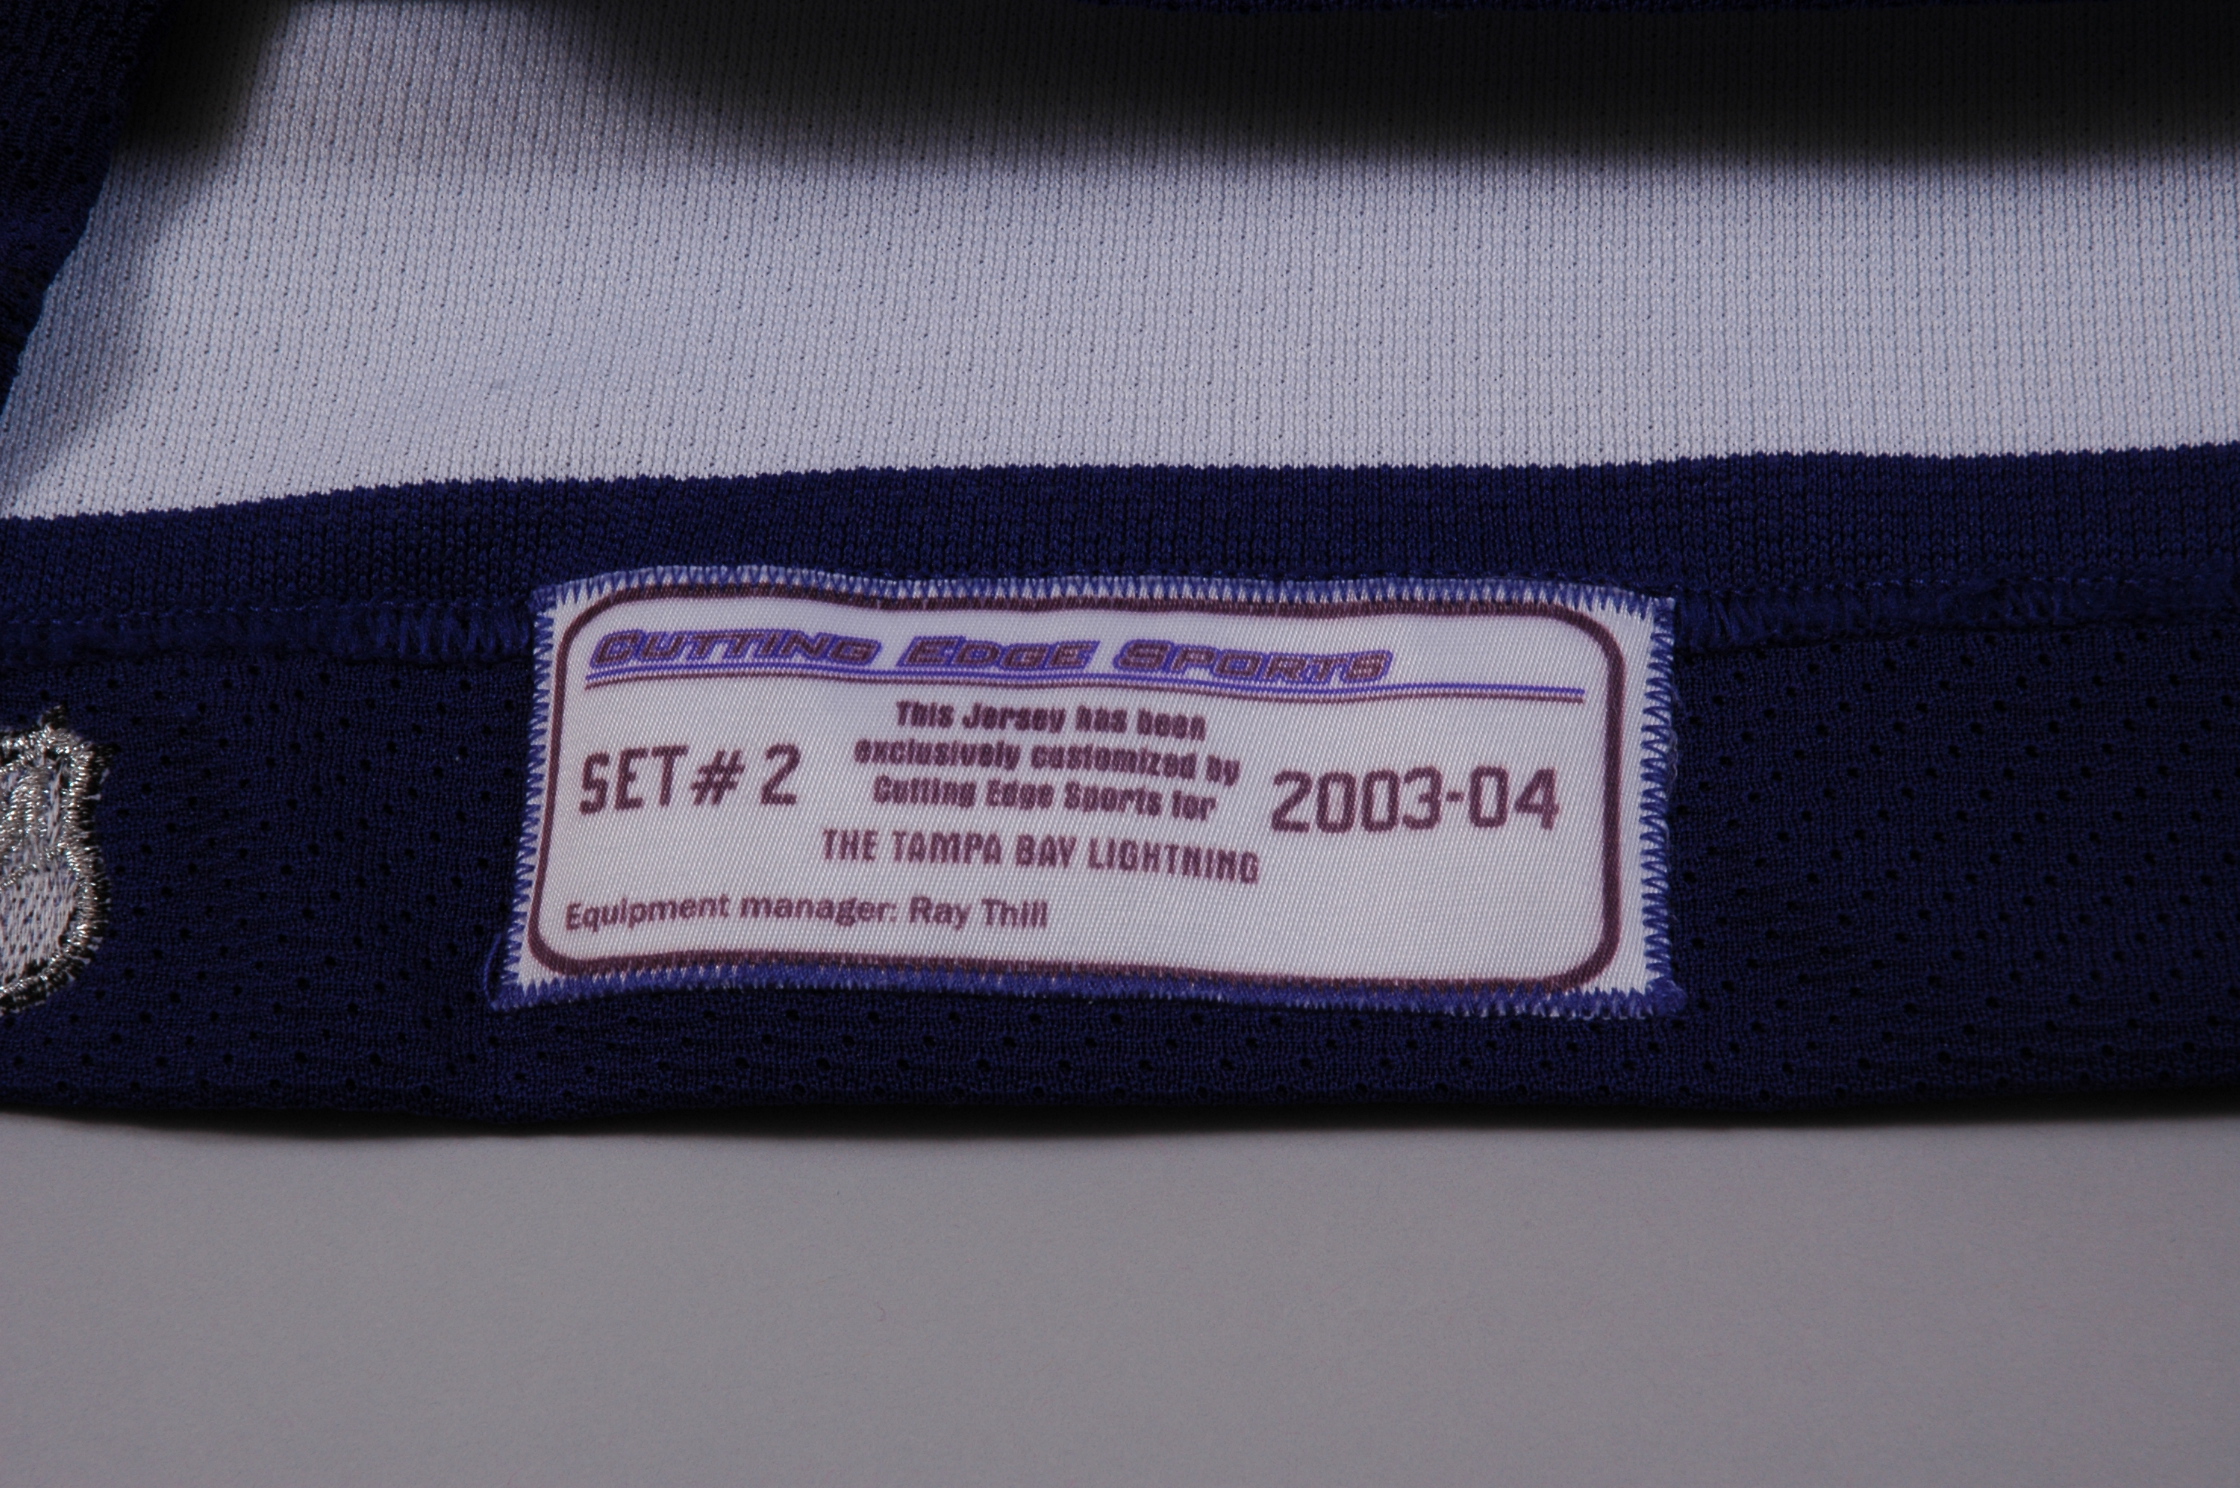 CUTTING EDGE SPORTS
This Jersey has been
exclusively customized by
Cutting Edge Sports for
SET # 2
2003-04
THE TAMPA BAY LIGHTNING
Equipment manager: Ray Thill